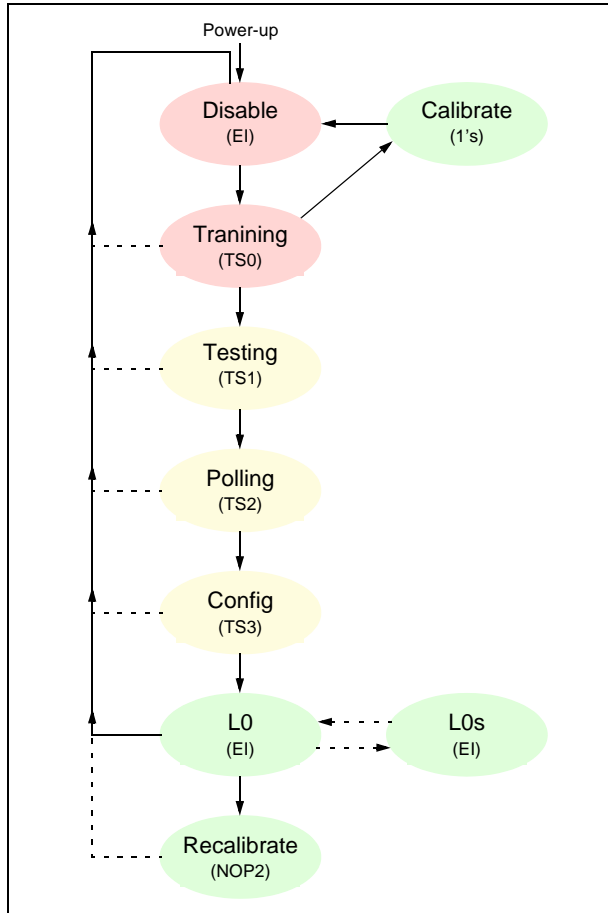 Power-up
Disable
(EI)
Calibrate
(1's)
Tranining
(TS0)
Testing
(TS1)
Polling
(TS2)
Config
(TS3)
L0
(EI)
L0s
(EI)
Recalibrate
(NOP2)